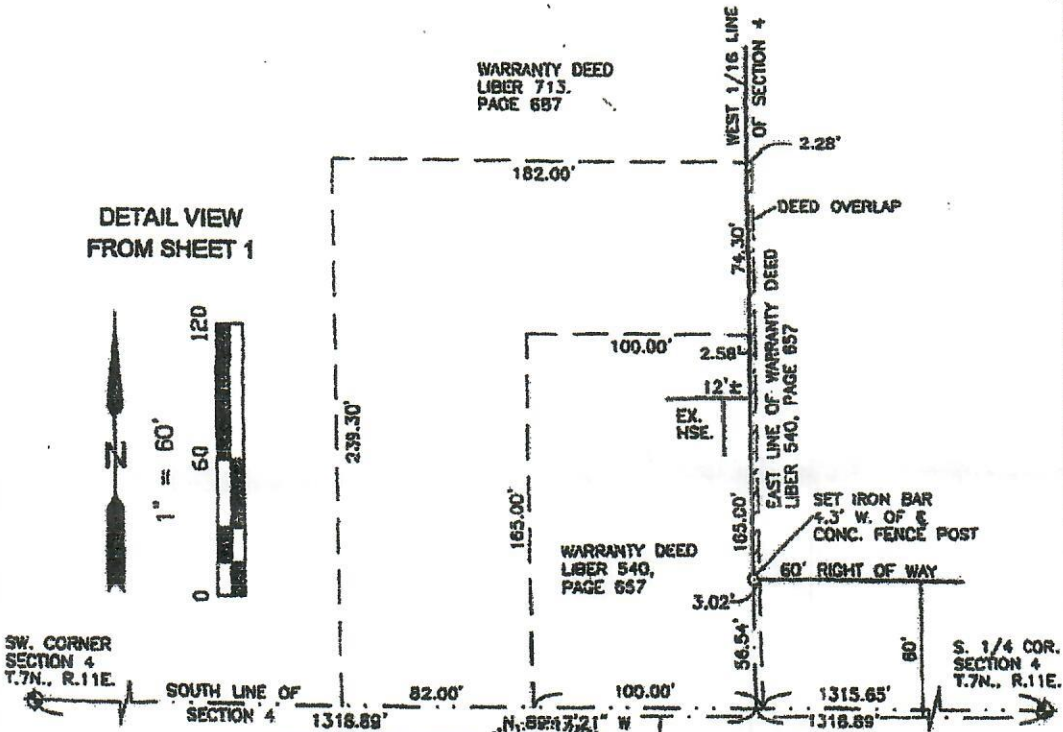 WARRANTY DEED
LIBER 713,
PAGE 657
WEST 1/16 LINE
OF SECTION 4
2.28'
182.00'
DEED OVERLAP
DETAIL VIEW
FROM SHEET 1
74.30'
120
60
0
1" = 60'
N
239.30'
100.00'
2.58'
12'±
EX.
HSE.
EAST LINE OF WARRANTY DEED
LIBER 540, PAGE 657
165.00'
165.00'
SET IRON BAR
4.3' W. OF ℄
CONC. FENCE POST
WARRANTY DEED
LIBER 540,
PAGE 657
60' RIGHT OF WAY
3.02'
56.54'
60'
SW. CORNER
SECTION 4
T.7N., R.11E.
S. 1/4 COR.
SECTION 4
T.7N., R.11E.
SOUTH LINE OF
SECTION 4
82.00'
100.00'
1315.65'
1318.89'
W
1318.89'